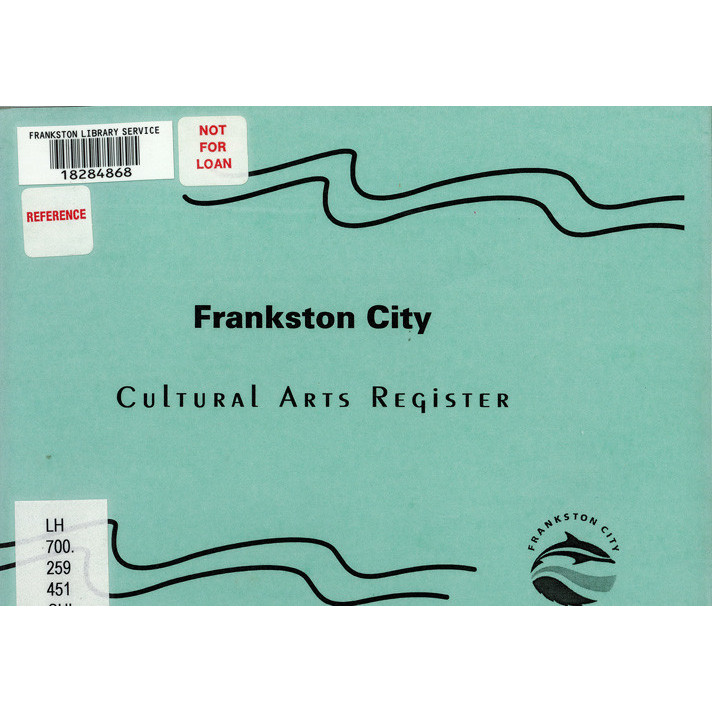 FRANKSTON LIBRARY SERVICE
18284868
NOT
FOR
LOAN
REFERENCE
Frankston City
CULTURAL ARTS REGISTER
LH
700.
259
451
FRANKSTON CITY